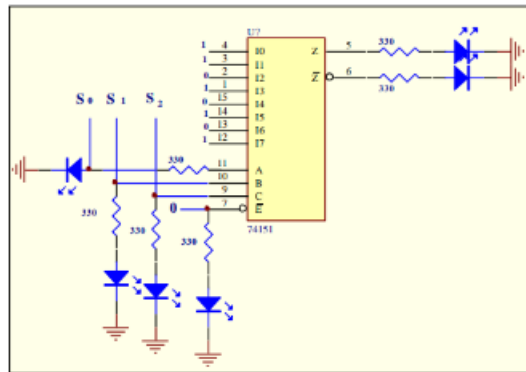 U?
1 4 I0 Z 5 330
1 3 I1
0 2 I2 Z 6
1 1 I3 330
0 15 I4
1 14 I5
0 13 I6
1 12 I7
S0 S1 S2
330 11 A
10 B
9 C
0 7 E
330 330 330 74151